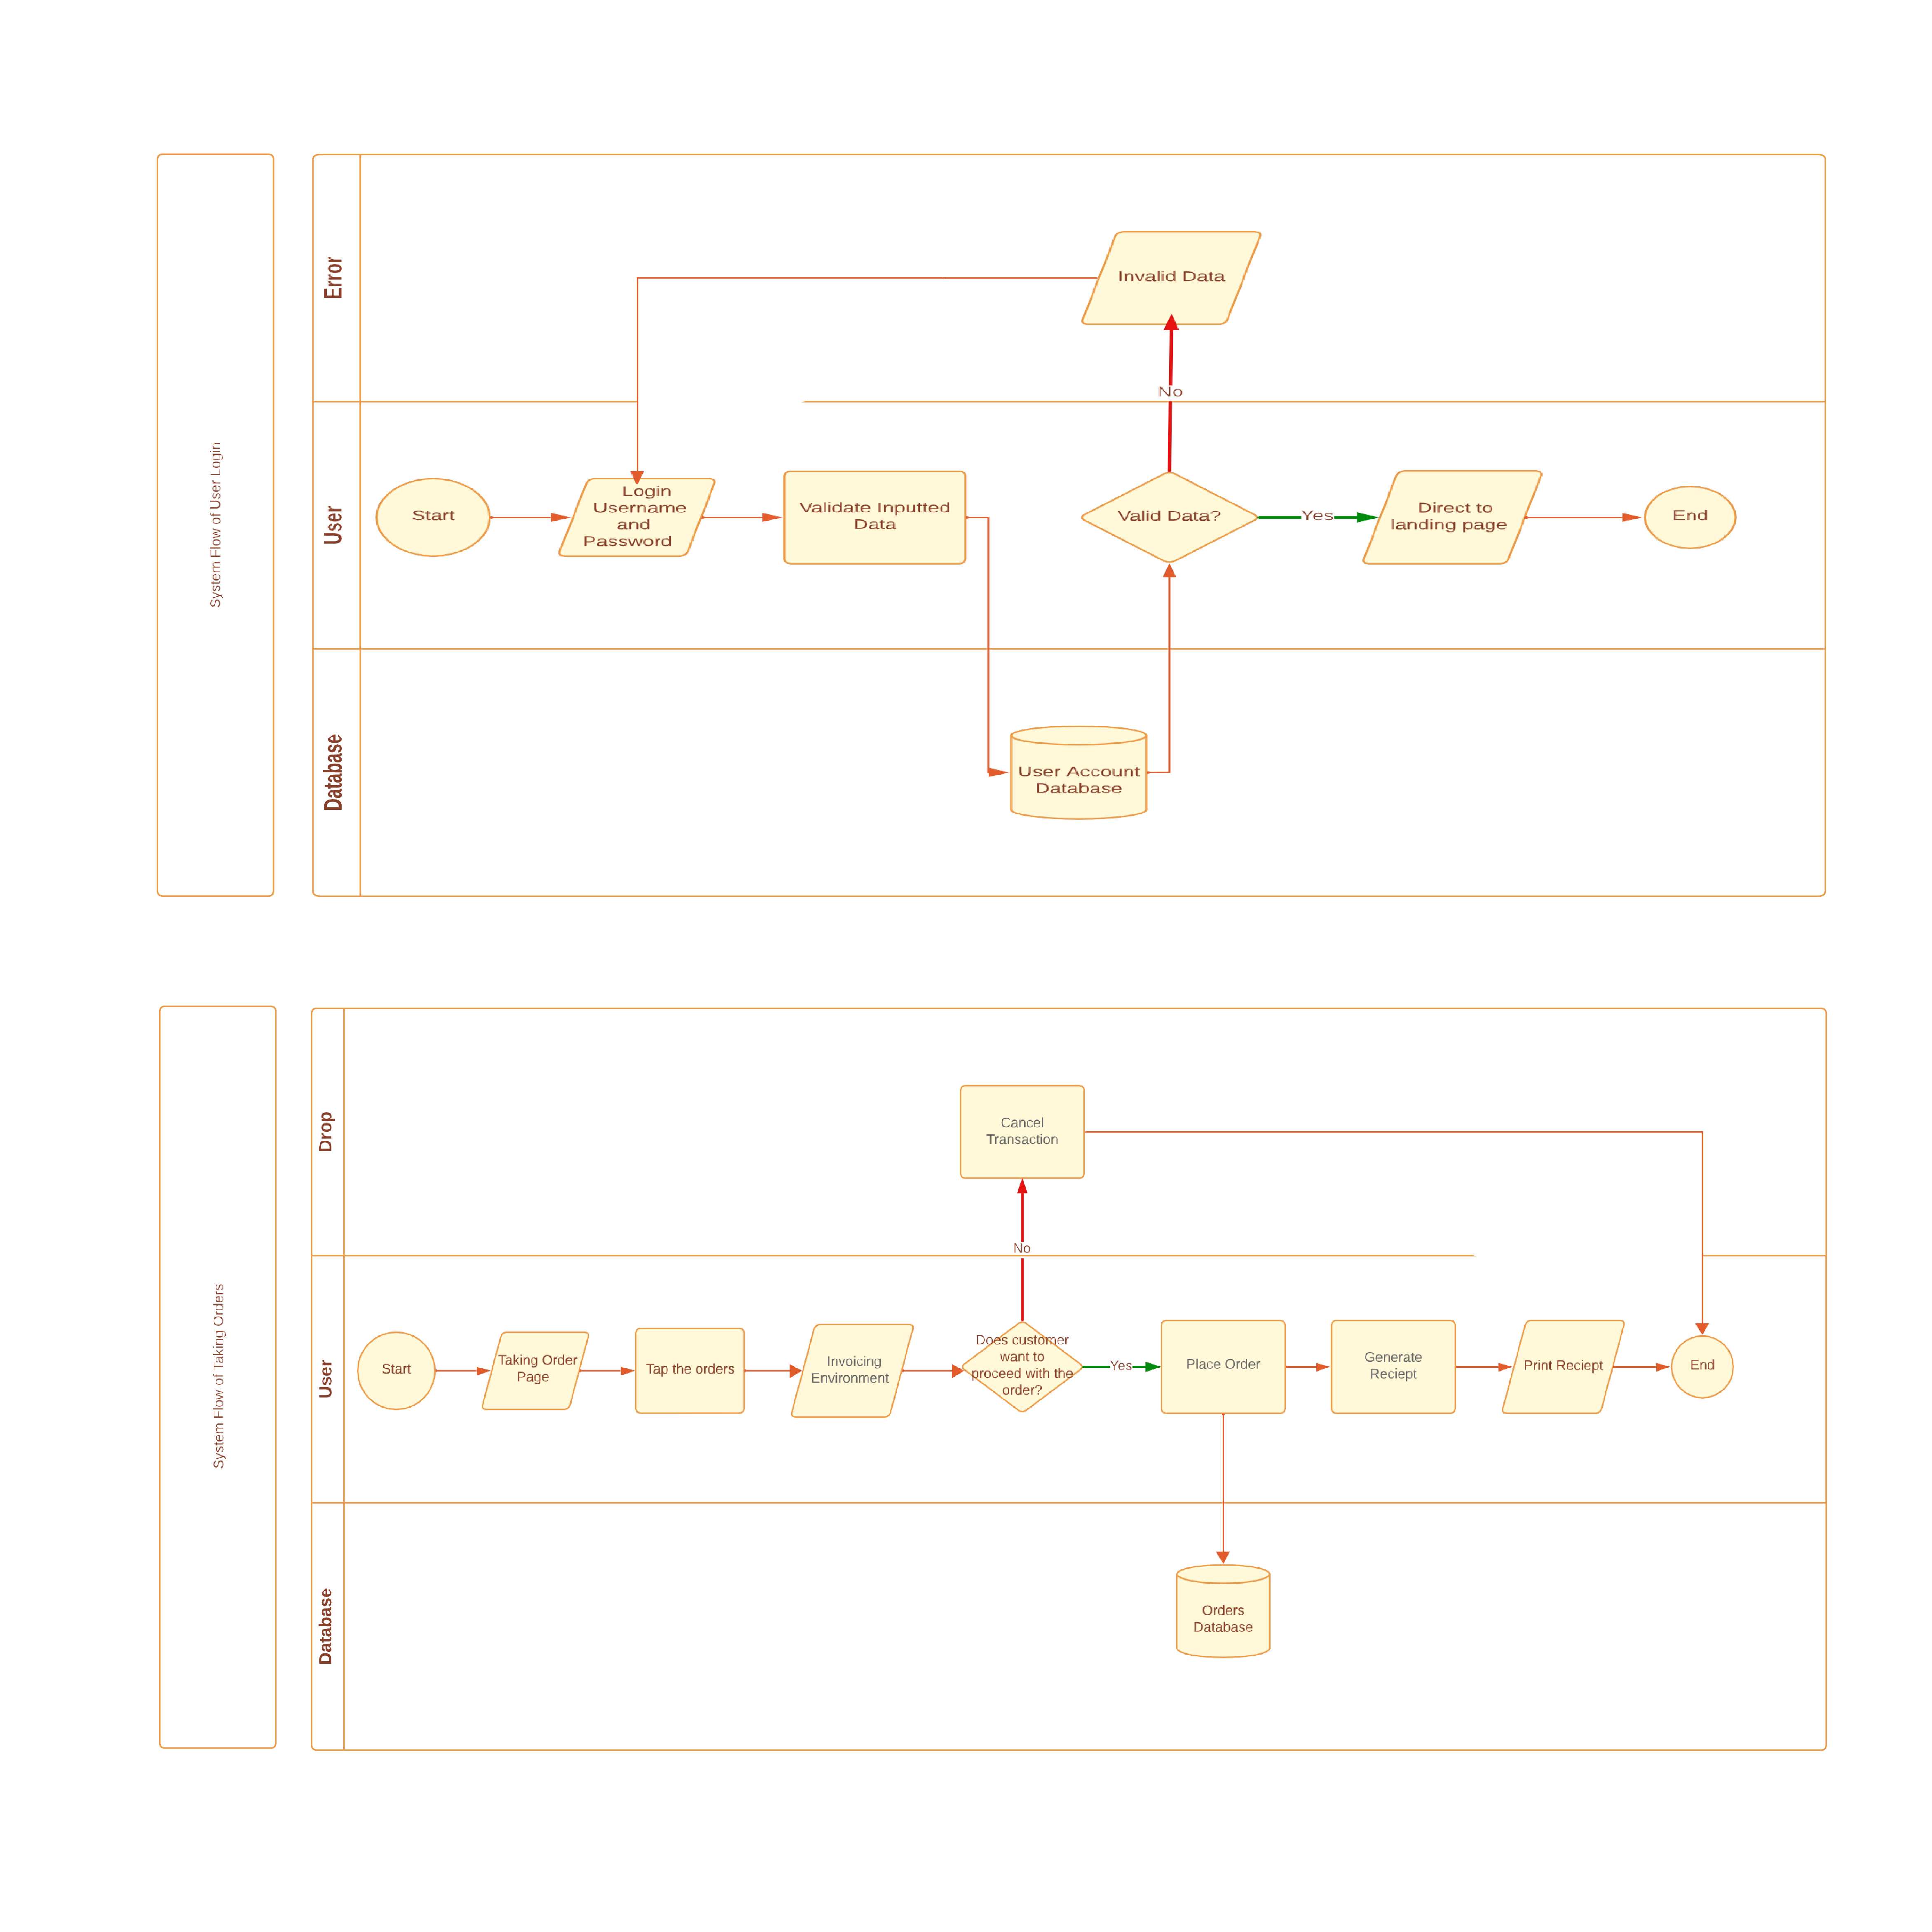 System Flow of User Login
Error
Invalid Data
No
User
Start
Login
Username
and
Password
Validate Inputted
Data
Valid Data?
Yes
Direct to
landing page
End
Database
User Account
Database
System Flow of Taking Orders
Drop
Cancel
Transaction
No
User
Start
Taking Order
Page
Tap the orders
Invoicing
Environment
Does customer
want to
proceed with the
order?
Yes
Place Order
Generate
Reciept
Print Reciept
End
Database
Orders
Database